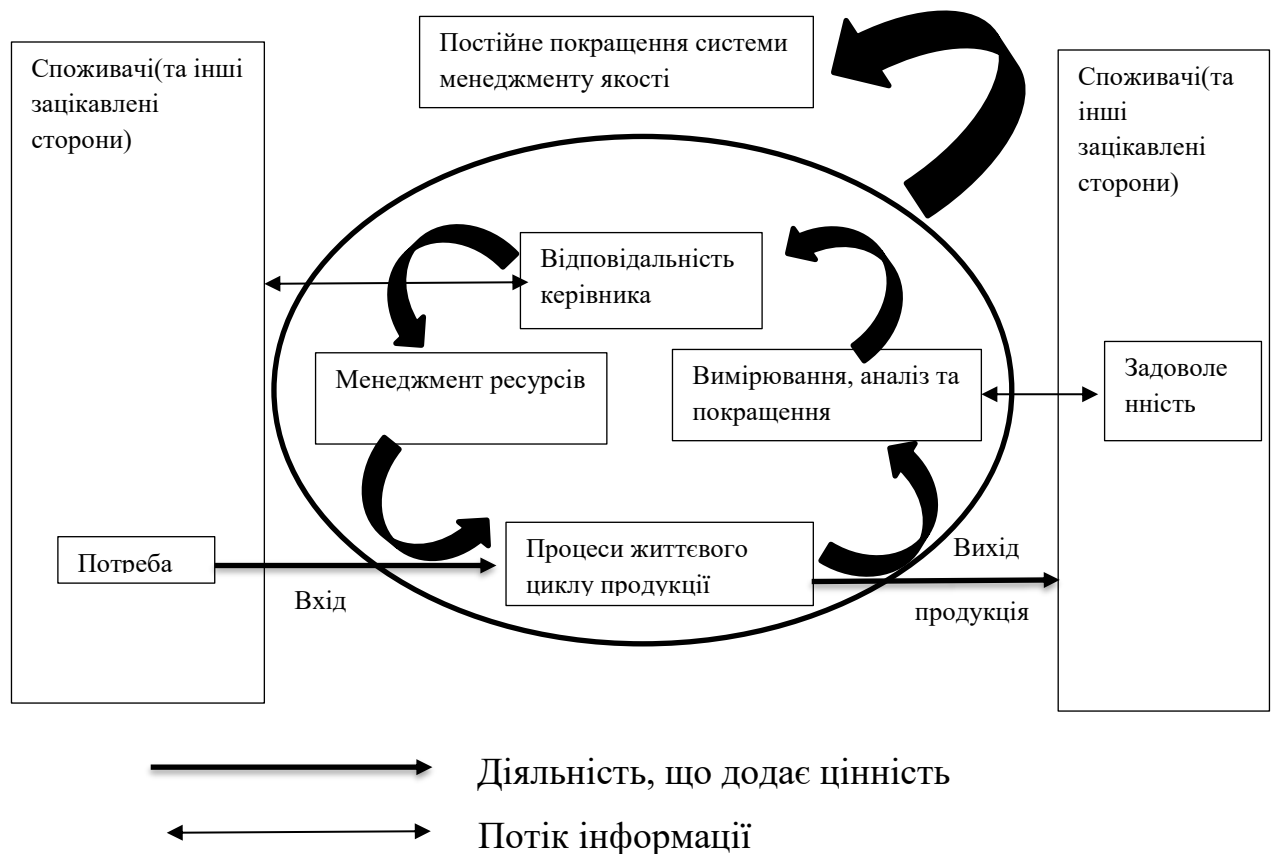 Постійне покращення системи
менеджменту якості
Споживачі(та інші
зацікавлені
сторони)
Споживачі(та
інші
зацікавлені
сторони)
Відповідальність
керівника
Менеджмент ресурсів
Вимірювання, аналіз та
покращення
Задоволе
нність
Потреба
Вхід
Процеси життєвого
циклу продукції
Вихід
продукція
Діяльність, що додає цінність
Потік інформації